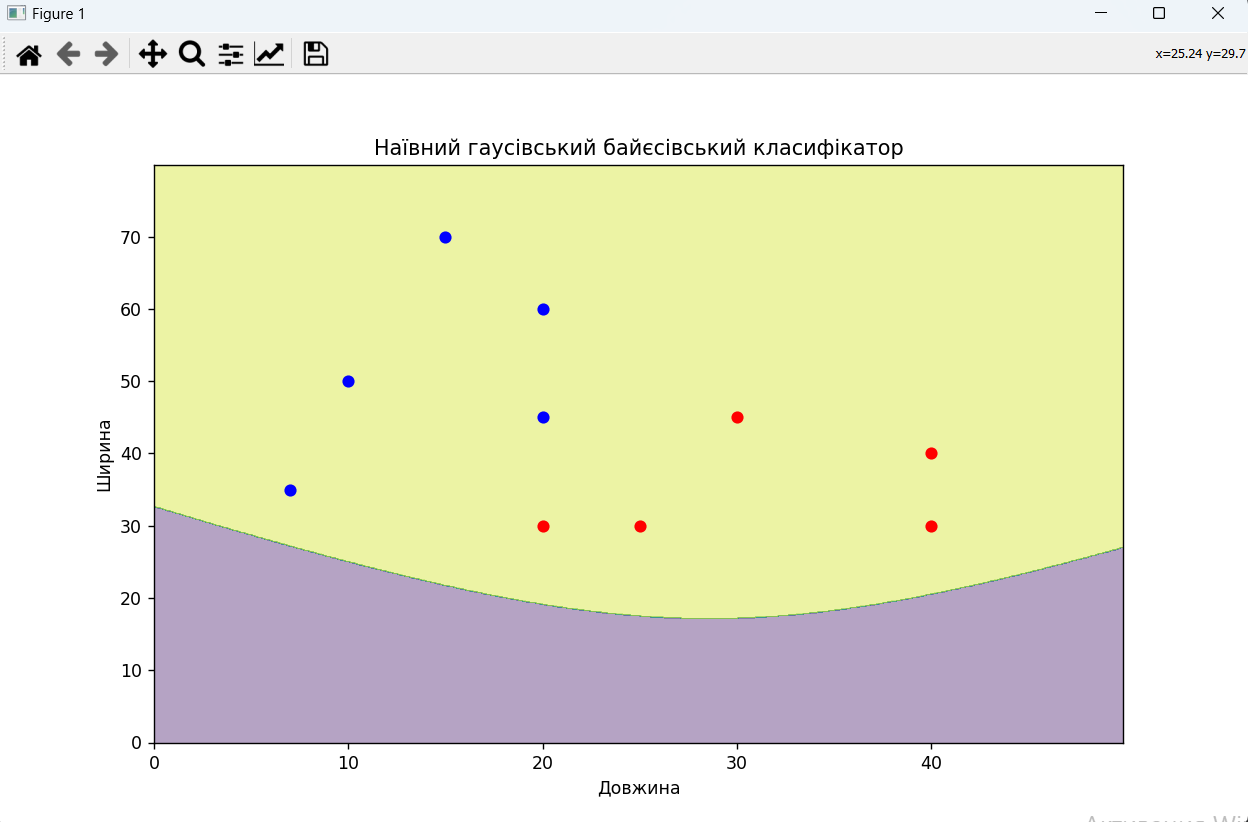 Figure 1
x=25.24 y=29.7
Наївний гаусівський байєсівський класифікатор
70
60
50
40
30
20
10
0
Ширина
0 10 20 30 40
Довжина